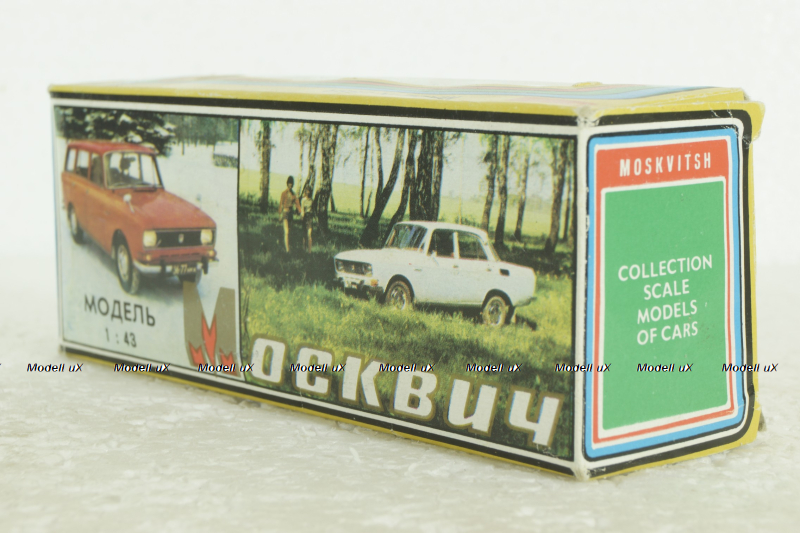 МОДЕЛЬ
1 : 43
Москвич
MOSKVITSH
COLLECTION
SCALE
MODELS
OF CARS
Modell uX Modell uX Modell uX Modell uX Modell uX Modell uX Modell uX Modell uX Modell uX